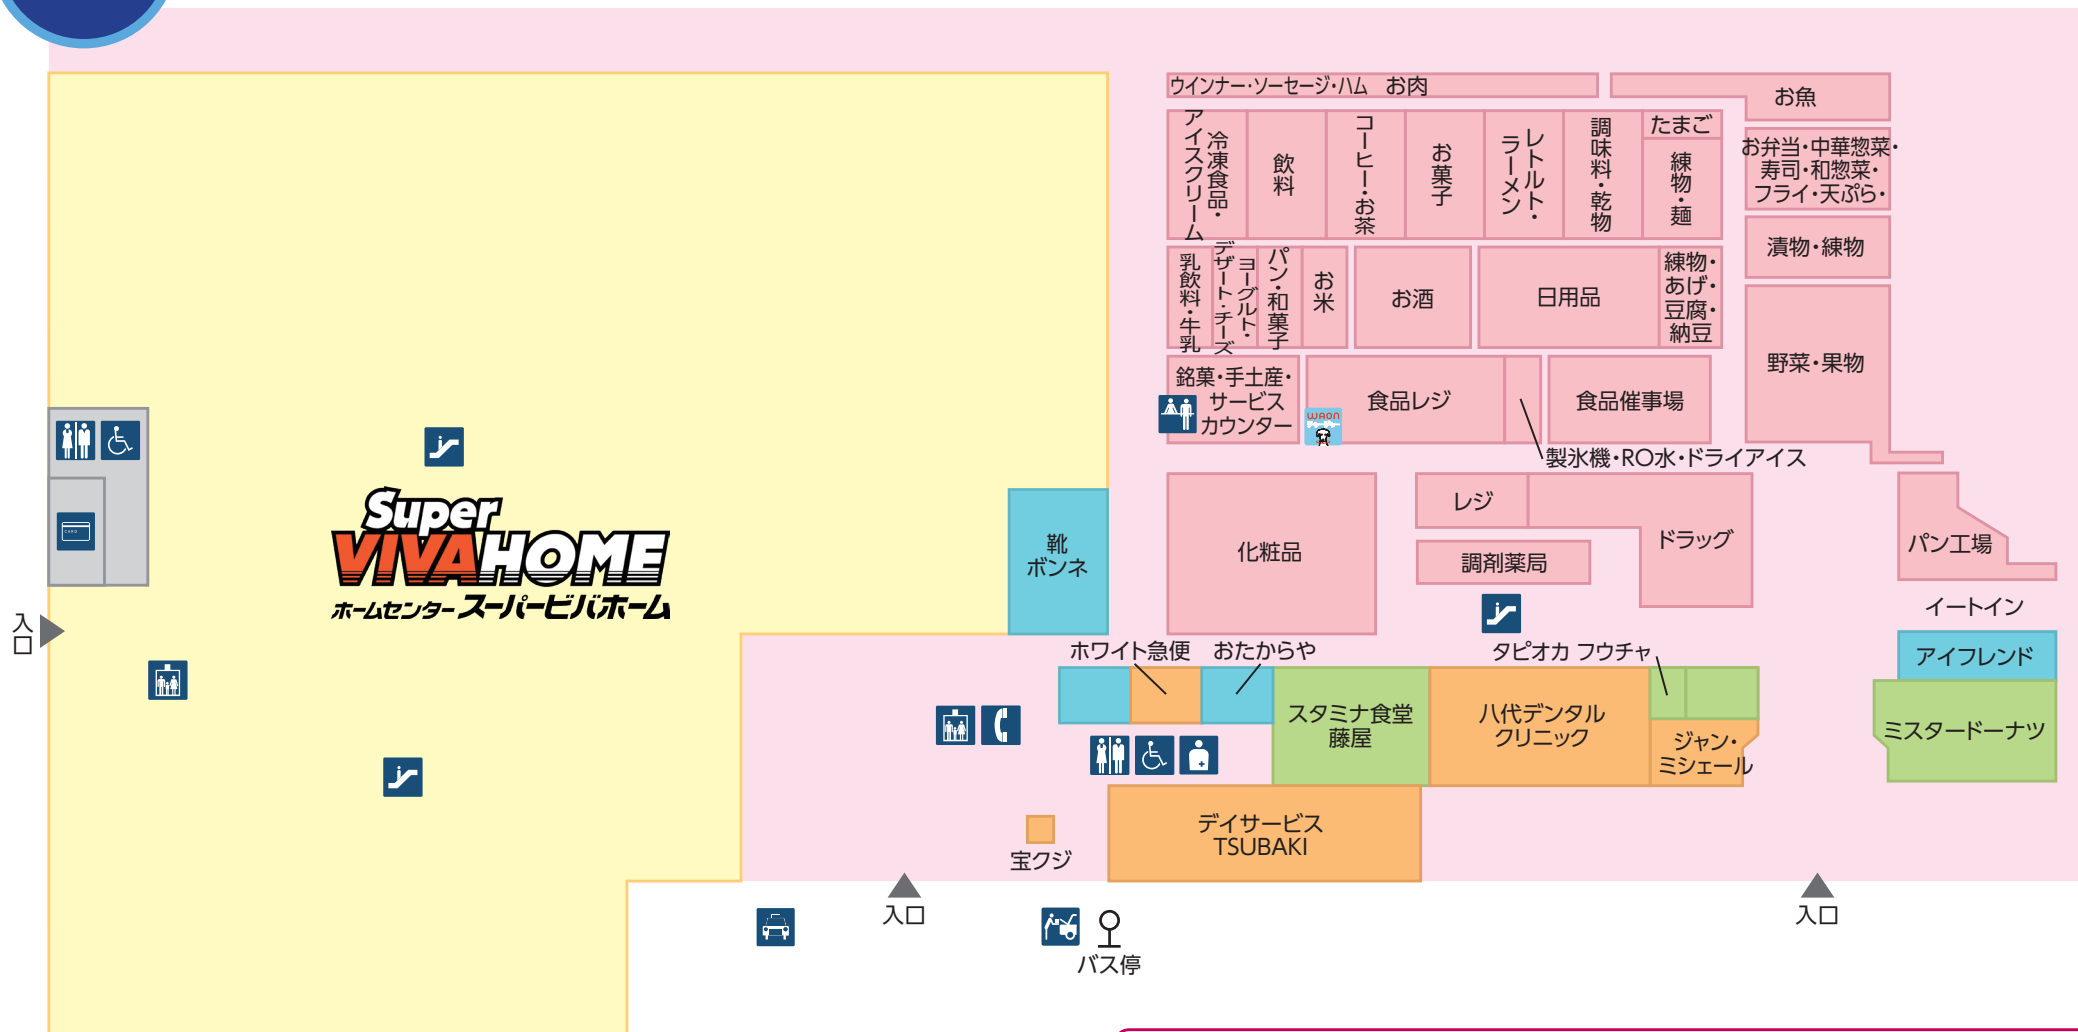 ウインナー・ソーセージ・ハム お肉
お魚
アイスクリーム
冷凍食品・
飲料
コーヒー・お茶
お菓子
レトルト・
ラーメン
調味料・乾物
たまご
練物・麺
お弁当・中華惣菜・
寿司・和惣菜・
フライ・天ぷら・
漬物・練物
乳飲料・牛乳
ヨーグルト・
デザート・チーズ
パン・和菓子
お米
お酒
日用品
練物・
あげ・
豆腐・
納豆
野菜・果物
銘菓・手土産・
サービス
カウンター
WAON
食品レジ
食品催事場
製氷機・RO水・ドライアイス
CARD
Super
VIVAHOME
ホームセンター スーパービバホーム
靴
ボンネ
化粧品
レジ
ドラッグ
調剤薬局
パン工場
イートイン
入口
ホワイト急便
おたからや
タピオカ フウチャ
アイフレンド
スタミナ食堂
藤屋
八代デンタル
クリニック
ジャン・
ミシェール
ミスタードーナツ
デイサービス
TSUBAKI
宝クジ
入口
入口
バス停